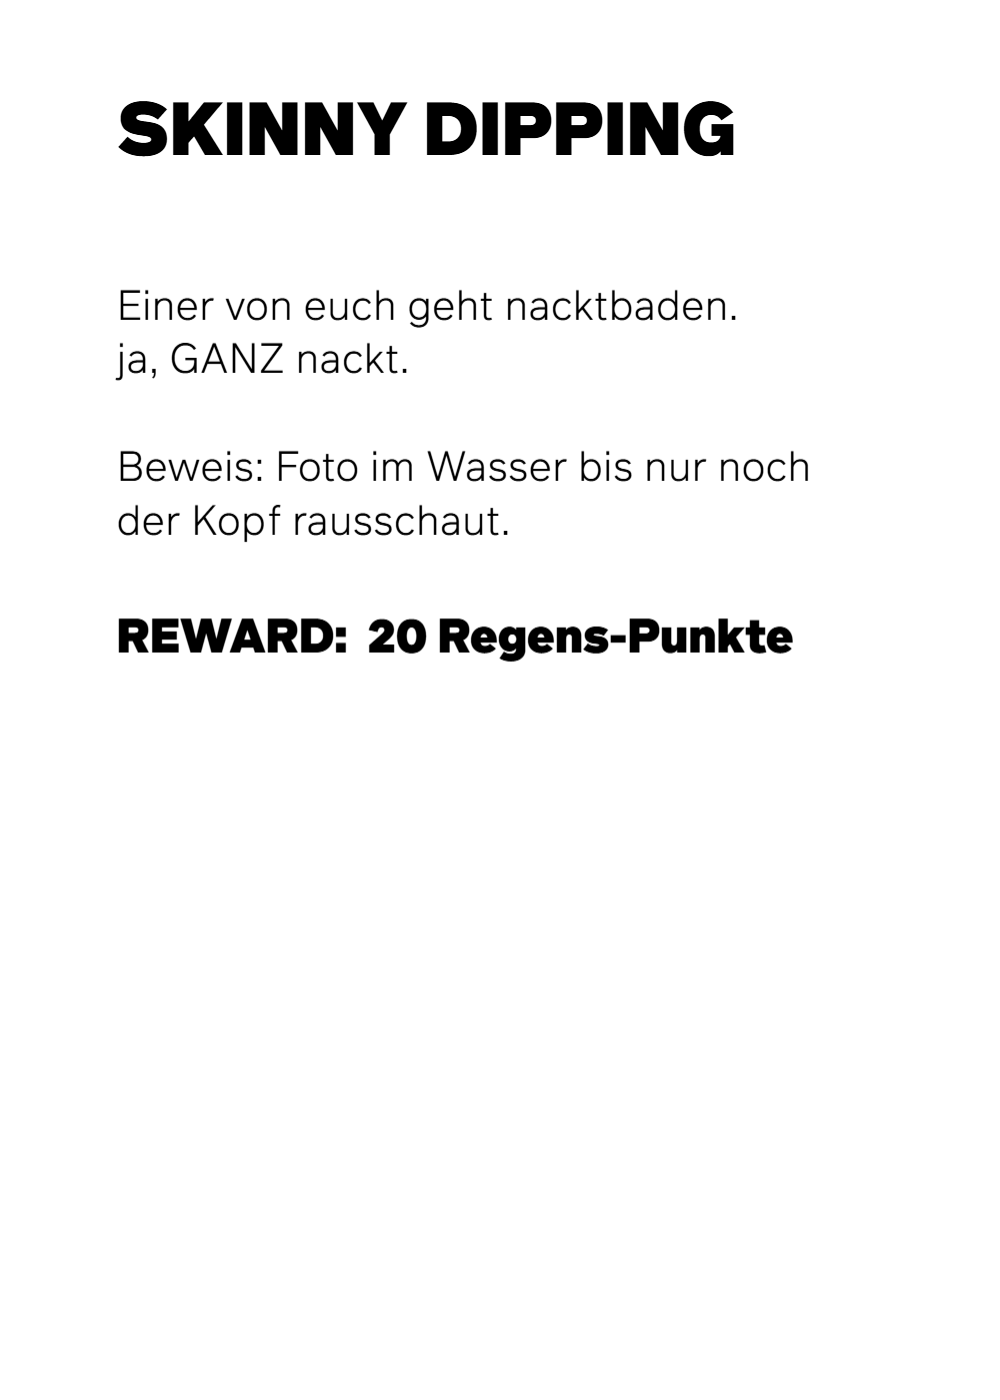 SKINNY DIPPING
Einer von euch geht nacktbaden.
ja, GANZ nackt.
Beweis: Foto im Wasser bis nur noch
der Kopf rausschaut.
REWARD: 20 Regens-Punkte